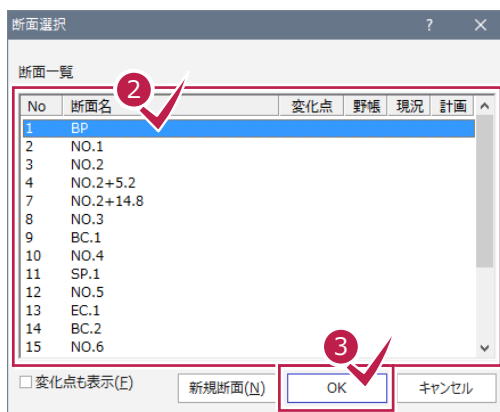 断面選択 ? ×
断面一覧
2
No 断面名 変化点 野帳 現況 計画
1 BP
2 NO.1
3 NO.2
4 NO.2+5.2
7 NO.2+14.8
8 NO.3
9 BC.1
10 NO.4
11 SP.1
12 NO.5
13 EC.1
14 BC.2
15 NO.6
3
変化点も表示(F) 新規断面(N) OK キャンセル